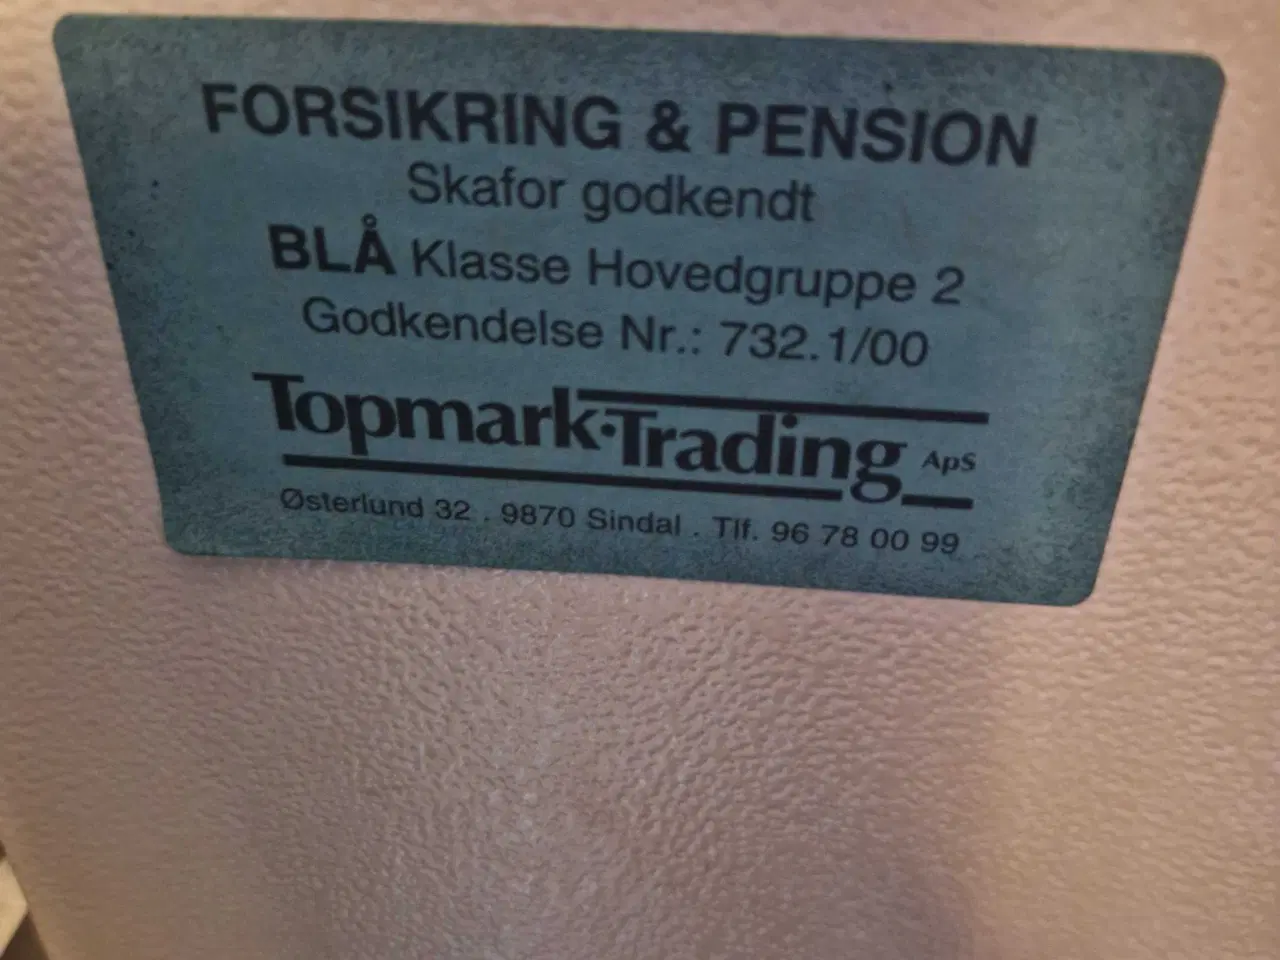 FORSIKRING & PENSION
Skafor godkendt
BLÅ Klasse Hovedgruppe 2
Godkendelse Nr.: 732.1/00
Topmark·Trading ApS
Østerlund 32 . 9870 Sindal . Tlf. 96 78 00 99